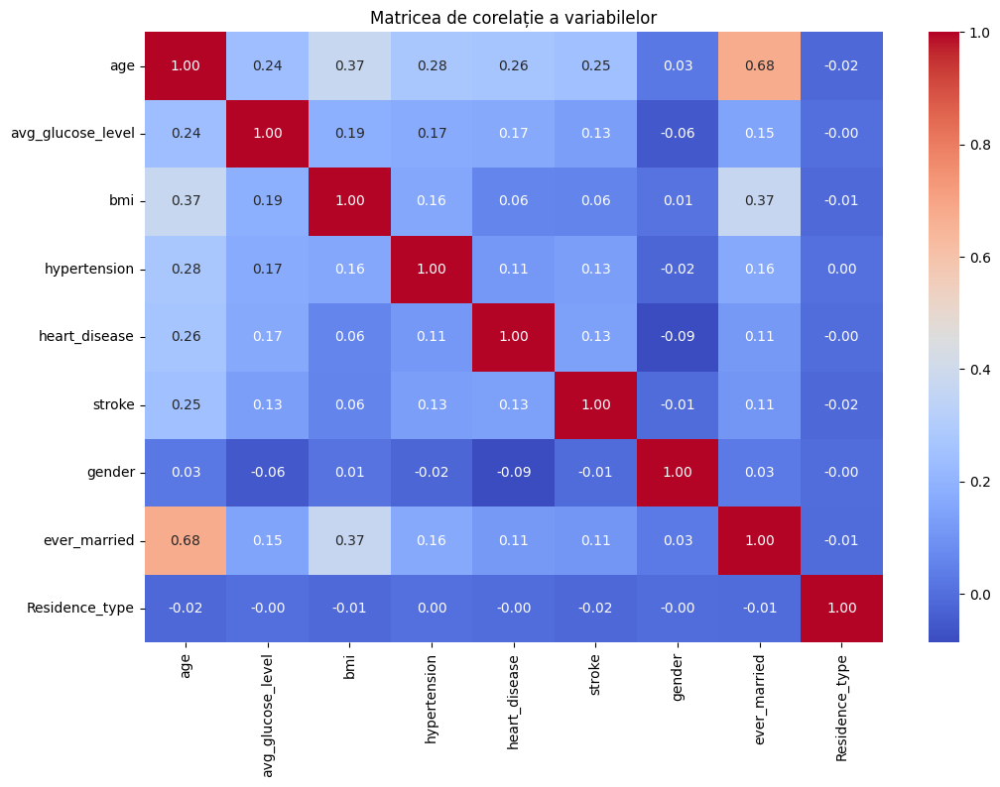 Matricea de corelație a variabilelor
age 1.00 0.24 0.37 0.28 0.26 0.25 0.03 0.68 -0.02
avg_glucose_level 0.24 1.00 0.19 0.17 0.17 0.13 -0.06 0.15 -0.00
bmi 0.37 0.19 1.00 0.16 0.06 0.06 0.01 0.37 -0.01
hypertension 0.28 0.17 0.16 1.00 0.11 0.13 -0.02 0.16 0.00
heart_disease 0.26 0.17 0.06 0.11 1.00 0.13 -0.09 0.11 -0.00
stroke 0.25 0.13 0.06 0.13 0.13 1.00 -0.01 0.11 -0.02
gender 0.03 -0.06 0.01 -0.02 -0.09 -0.01 1.00 0.03 -0.00
ever_married 0.68 0.15 0.37 0.16 0.11 0.11 0.03 1.00 -0.01
Residence_type -0.02 -0.00 -0.01 0.00 -0.00 -0.02 -0.00 -0.01 1.00
age
avg_glucose_level
bmi
hypertension
heart_disease
stroke
gender
ever_married
Residence_type
1.0
0.8
0.6
0.4
0.2
0.0